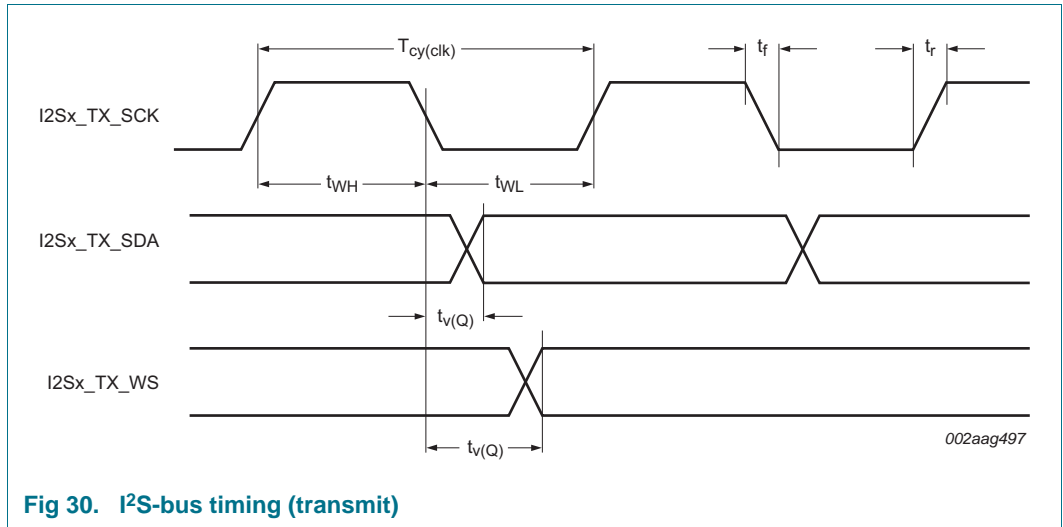 T_cy(clk)
t_f
t_r
I2Sx_TX_SCK
t_WH
t_WL
I2Sx_TX_SDA
t_v(Q)
I2Sx_TX_WS
t_v(Q)
002aag497
Fig 30. I²S-bus timing (transmit)